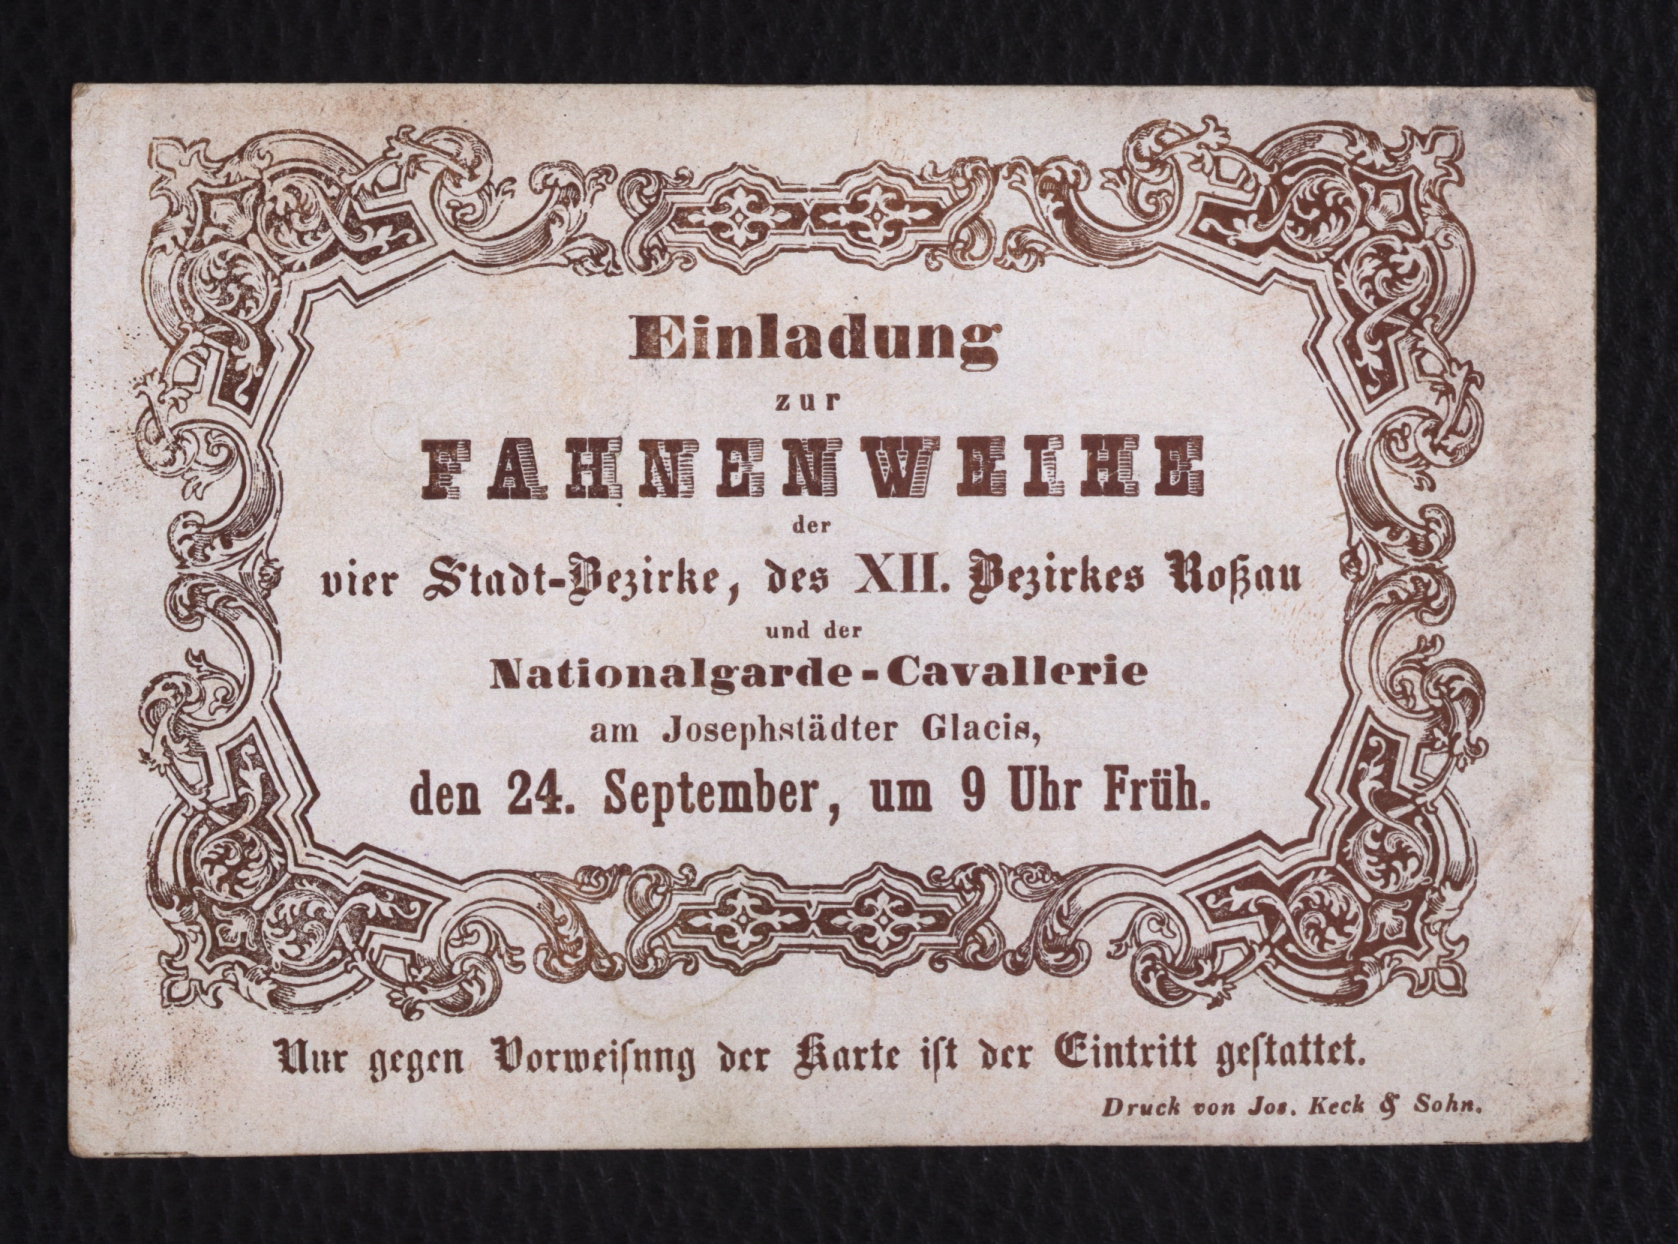 Einladung
zur
FAHNENWEIHE
der
vier Stadt-Bezirke, des XII. Bezirkes Roßau
und der
Nationalgarde-Cavallerie
am Josephstädter Glacis,
den 24. September, um 9 Uhr Früh.
Nur gegen Vorweiſung der Karte iſt der Eintritt geſtattet.
Druck von Jos. Keck & Sohn.